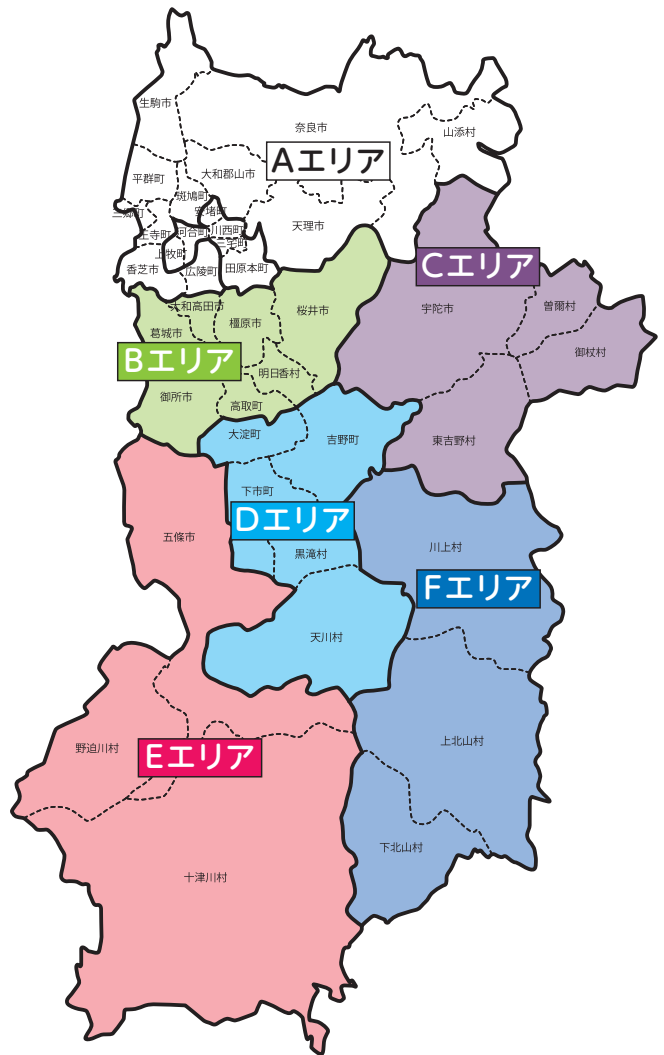 生駒市
奈良市
山添村
Aエリア
平群町
大和郡山市
斑鳩町
安堵町
三郷町
天理市
王寺町
河合町
川西町
三宅町
上牧町
香芝市
広陵町
田原本町
Cエリア
大和高田市
桜井市
宇陀市
曽爾村
橿原市
葛城市
御杖村
Bエリア
明日香村
御所市
高取町
大淀町
吉野町
東吉野村
下市町
Dエリア
五條市
黒滝村
川上村
Fエリア
天川村
野迫川村
Eエリア
上北山村
下北山村
十津川村